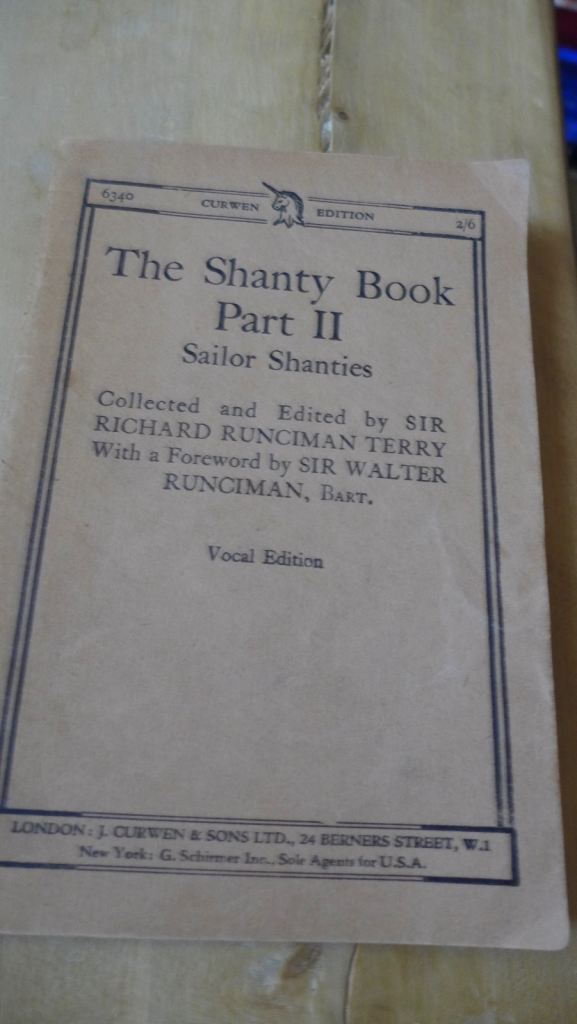 6340 CURWEN EDITION 2/6
The Shanty Book
Part II
Sailor Shanties
Collected and Edited by SIR
RICHARD RUNCIMAN TERRY
With a Foreword by SIR WALTER
RUNCIMAN, BART.
Vocal Edition
LONDON: J. CURWEN & SONS LTD., 24 BERNERS STREET, W.1
New York: G. Schirmer Inc., Sole Agents for U.S.A.